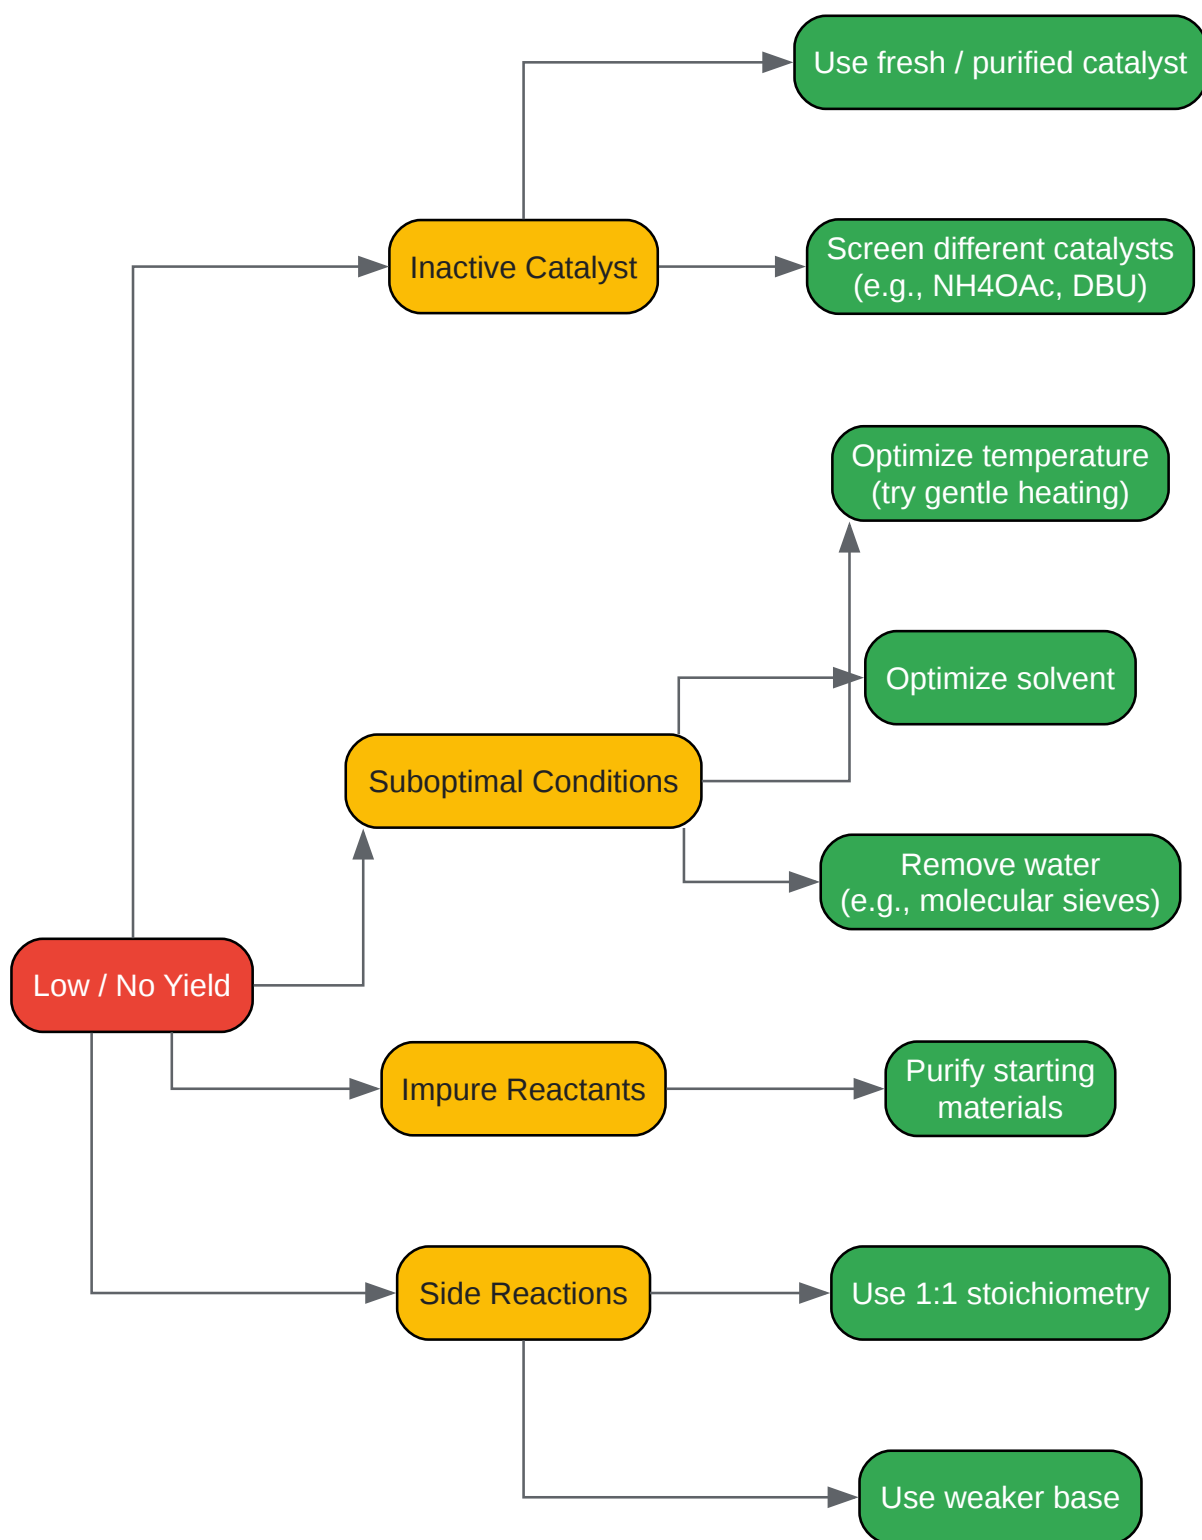 Use fresh / purified catalyst
Inactive Catalyst
Screen different catalysts
(e.g., NH4OAc, DBU)
Optimize temperature
(try gentle heating)
Optimize solvent
Suboptimal Conditions
Remove water
(e.g., molecular sieves)
Low / No Yield
Impure Reactants
Purify starting
materials
Side Reactions
Use 1:1 stoichiometry
Use weaker base